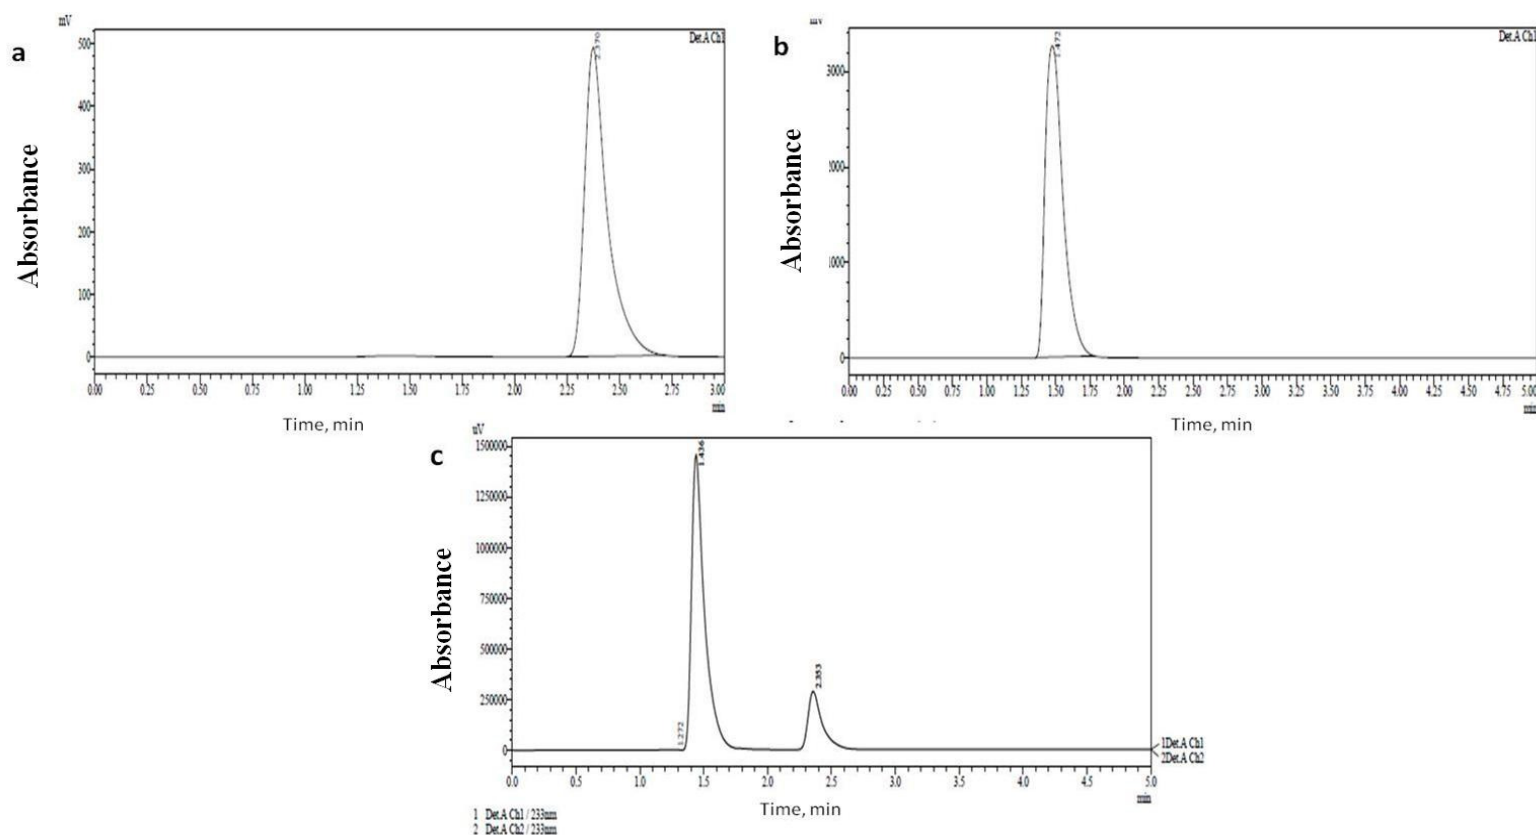 a
mV
500
400
300
200
100
0
Absorbance
2.370
Det.A Ch1
0.00 0.25 0.50 0.75 1.00 1.25 1.50 1.75 2.00 2.25 2.50 2.75 3.00
min
Time, min
b
3000
2000
1000
0
Absorbance
1.472
Det.A Ch1
0.00 0.25 0.50 0.75 1.00 1.25 1.50 1.75 2.00 2.25 2.50 2.75 3.00 3.25 3.50 3.75 4.00 4.25 4.50 4.75 5.00
min
Time, min
c
uV
1500000
1250000
1000000
750000
500000
250000
0
Absorbance
1.272
1.436
2.353
1Det.A Ch1
2Det.A Ch2
0.0 0.5 1.0 1.5 2.0 2.5 3.0 3.5 4.0 4.5 5.0
min
Time, min
1 Det.A Ch1 / 233nm
2 Det.A Ch2 / 233nm